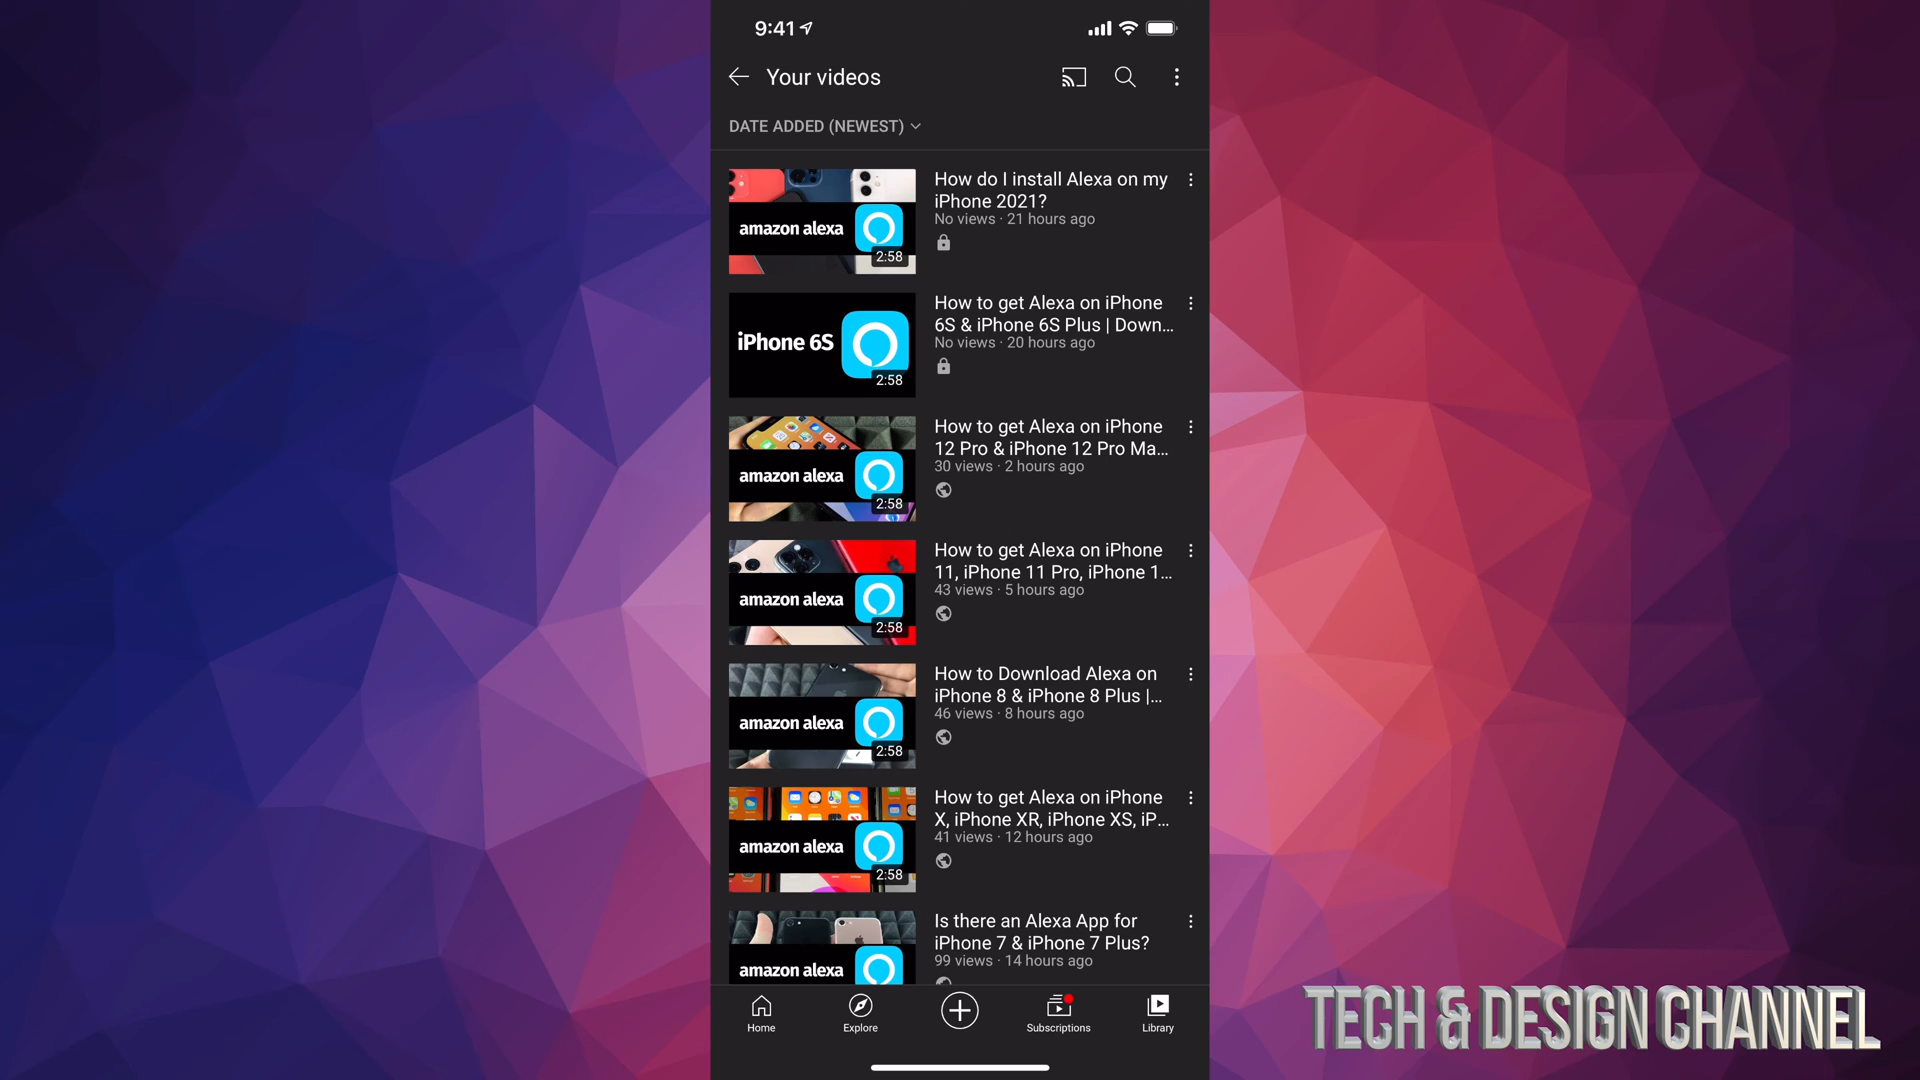 9:41
Your videos
DATE ADDED (NEWEST)
amazon alexa
2:58
How do I install Alexa on my
iPhone 2021?
No views · 21 hours ago
iPhone 6S
2:58
How to get Alexa on iPhone
6S & iPhone 6S Plus | Down...
No views · 20 hours ago
amazon alexa
2:58
How to get Alexa on iPhone
12 Pro & iPhone 12 Pro Ma...
30 views · 2 hours ago
amazon alexa
2:58
How to get Alexa on iPhone
11, iPhone 11 Pro, iPhone 1...
43 views · 5 hours ago
amazon alexa
2:58
How to Download Alexa on
iPhone 8 & iPhone 8 Plus |...
46 views · 8 hours ago
amazon alexa
2:58
How to get Alexa on iPhone
X, iPhone XR, iPhone XS, iP...
41 views · 12 hours ago
amazon alexa
Is there an Alexa App for
iPhone 7 & iPhone 7 Plus?
99 views · 14 hours ago
Home
Explore
Subscriptions
Library
TECH & DESIGN CHANNEL